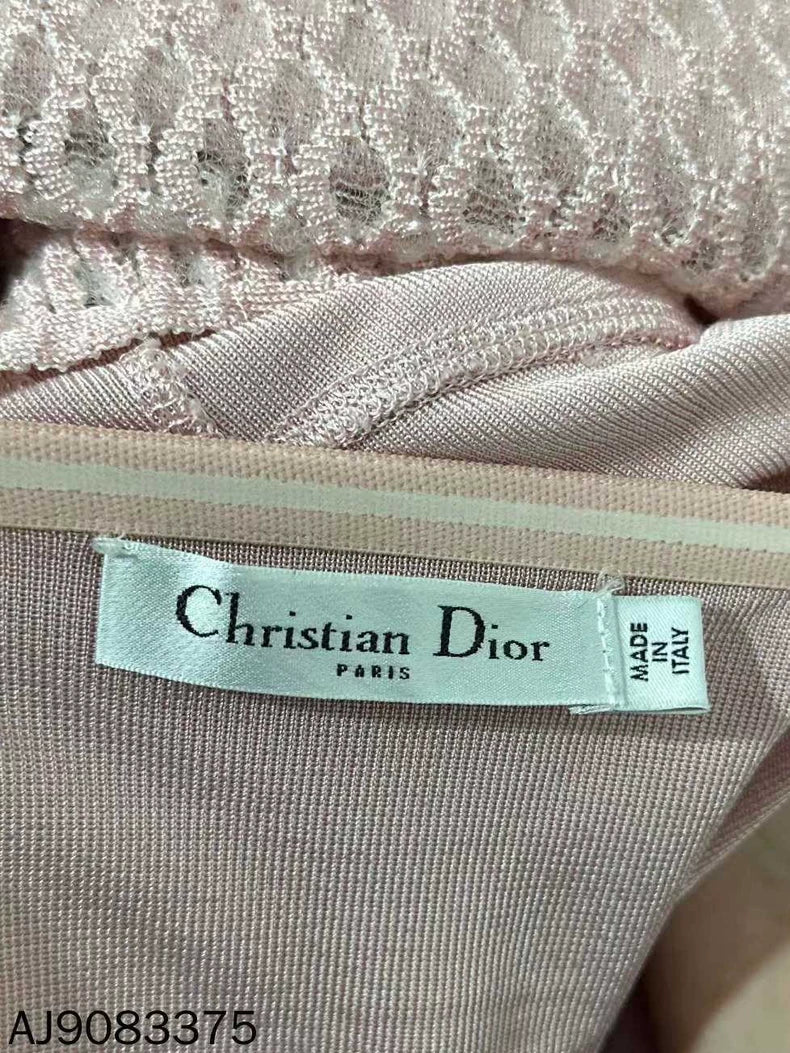 Christian Dior
PARIS
MADE
IN
ITALY
AJ9083375